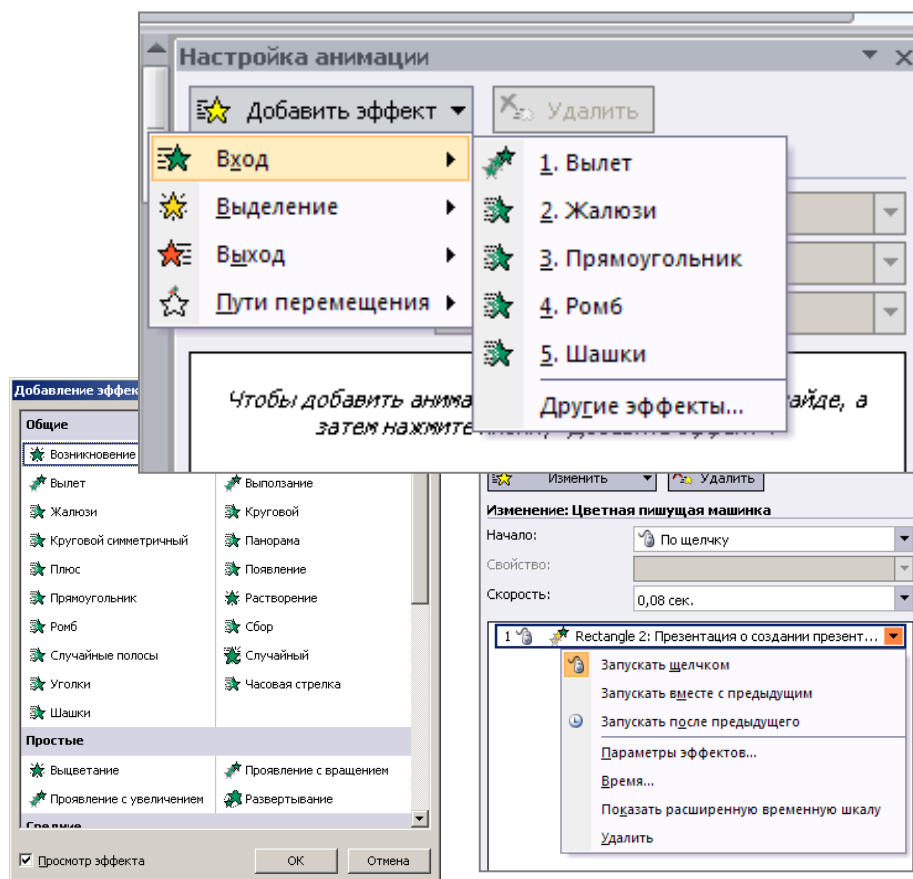 Настройка анимации
Добавить эффект
Удалить
Вход
Выделение
Выход
Пути перемещения
1. Вылет
2. Жалюзи
3. Прямоугольник
4. Ромб
5. Шашки
Другие эффекты...
Чтобы добавить айде, а
затем нажмите
Добавление
Общие
Возникновение
Вылет Выползание
Жалюзи Круговой
Круговой симметричный Панорама
Плюс Появление
Прямоугольник Растворение
Ромб Сбор
Случайные полосы Случайный
Уголки Часовая стрелка
Шашки
Простые
Выцветание Проявление с вращением
Проявление с увеличением Развертывание
Средние
Просмотр эффекта ОК Отмена
Изменить Удалить
Изменение: Цветная пишущая машинка
Начало: По щелчку
Свойство:
Скорость: 0,08 сек.
1 Rectangle 2: Презентация о создании презент...
Запускать щелчком
Запускать вместе с предыдущим
Запускать после предыдущего
Параметры эффектов...
Время...
Показать расширенную временную шкалу
Удалить